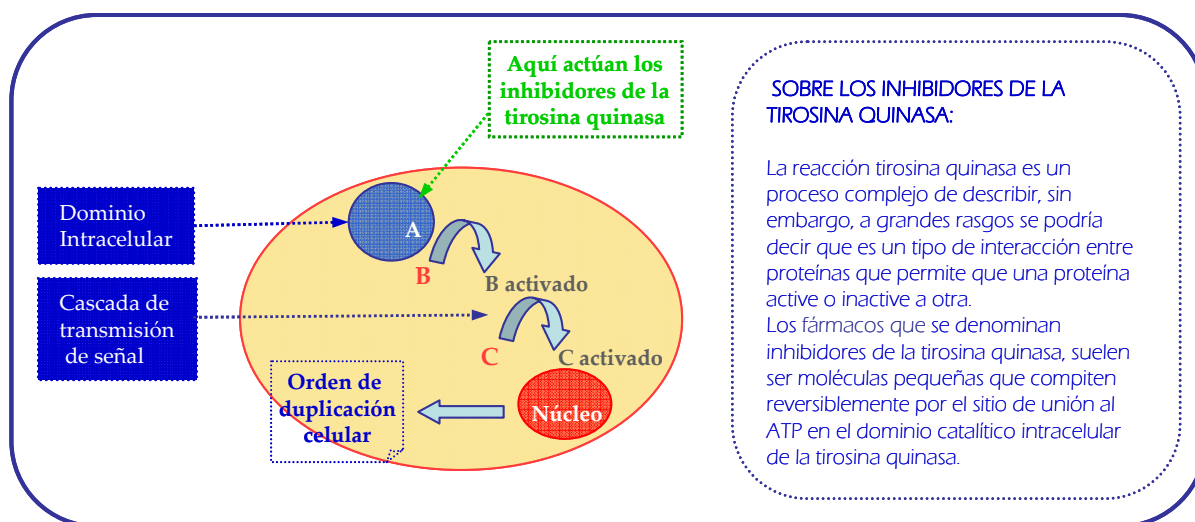 Aquí actúan los
inhibidores de la
tirosina quinasa
Dominio
Intracelular
A
B
B activado
Cascada de
transmisión
de señal
C
C activado
Orden de
duplicación
celular
Núcleo
SOBRE LOS INHIBIDORES DE LA
TIROSINA QUINASA:
La reacción tirosina quinasa es un
proceso complejo de describir, sin
embargo, a grandes rasgos se podría
decir que es un tipo de interacción entre
proteínas que permite que una proteína
active o inactive a otra.
Los fármacos que se denominan
inhibidores de la tirosina quinasa, suelen
ser moléculas pequeñas que compiten
reversiblemente por el sitio de unión al
ATP en el dominio catalítico intracelular
de la tirosina quinasa.